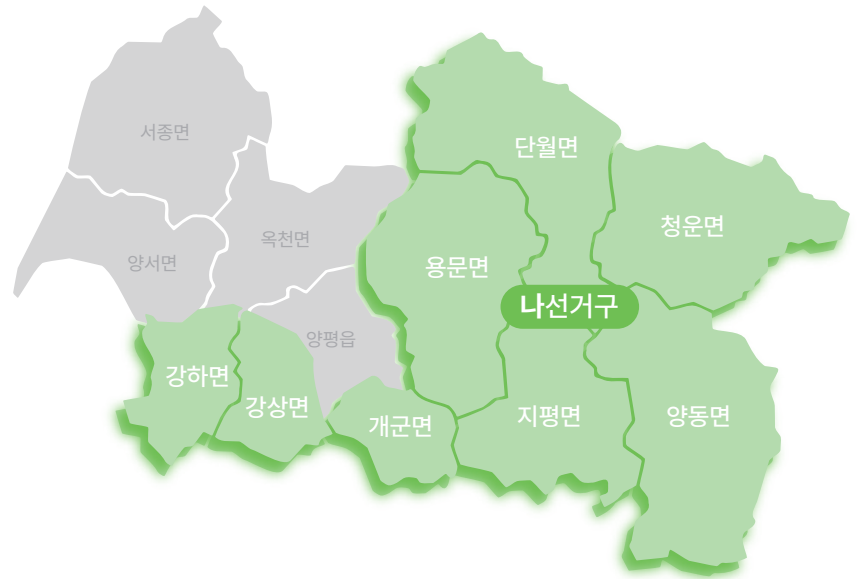 서종면
단월면
청운면
옥천면
양서면
용문면
나선거구
양평읍
강하면
강상면
개군면
지평면
양동면